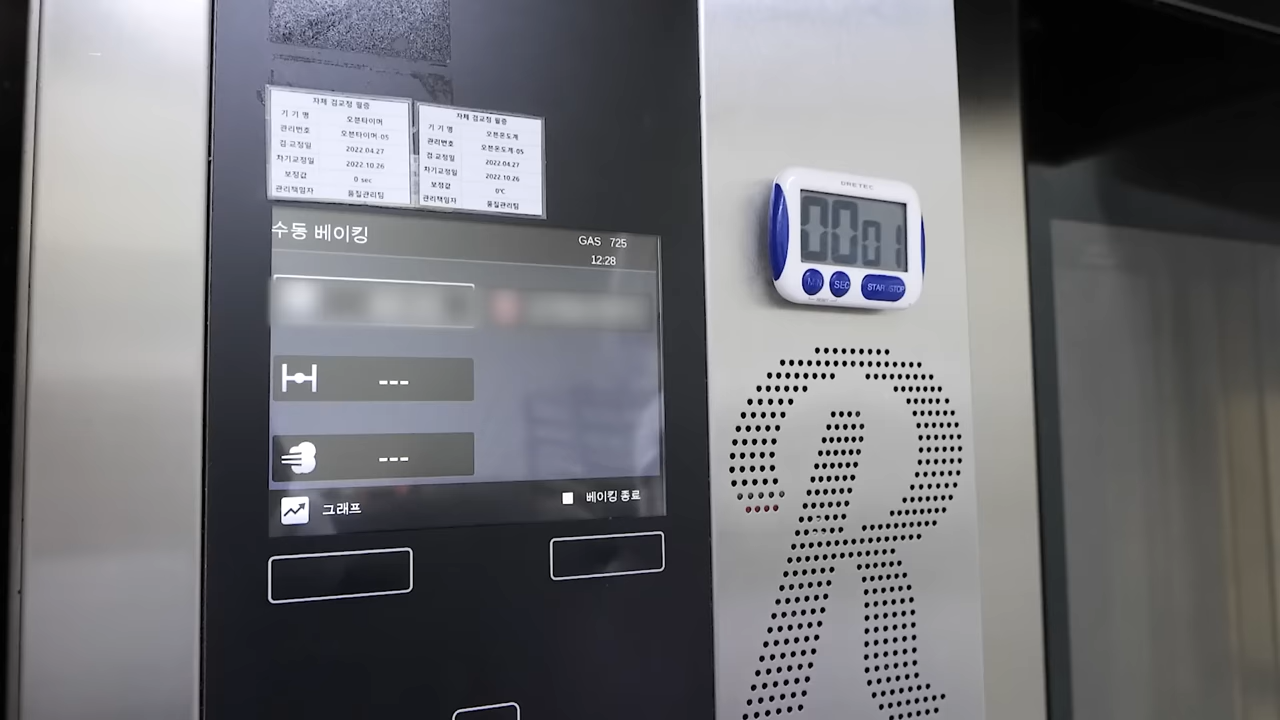 자체 검교정 필증
기 기 명 오븐타이머
관리번호 오븐타이머-05
검·교정일 2022.04.27
차기교정일 2022.10.26
보정값 0 sec
관리책임자 품질관리팀
자체 검교정 필증
기 기 명 오븐온도계
관리번호 오븐온도계-05
검·교정일 2022.04.27
차기교정일 2022.10.26
보정값 0℃
관리책임자 품질관리팀
수동 베이킹
GAS 725
12:28
---
---
그래프
베이킹 종료
DRETEC
00 01
MIN
SEC
START/STOP
R